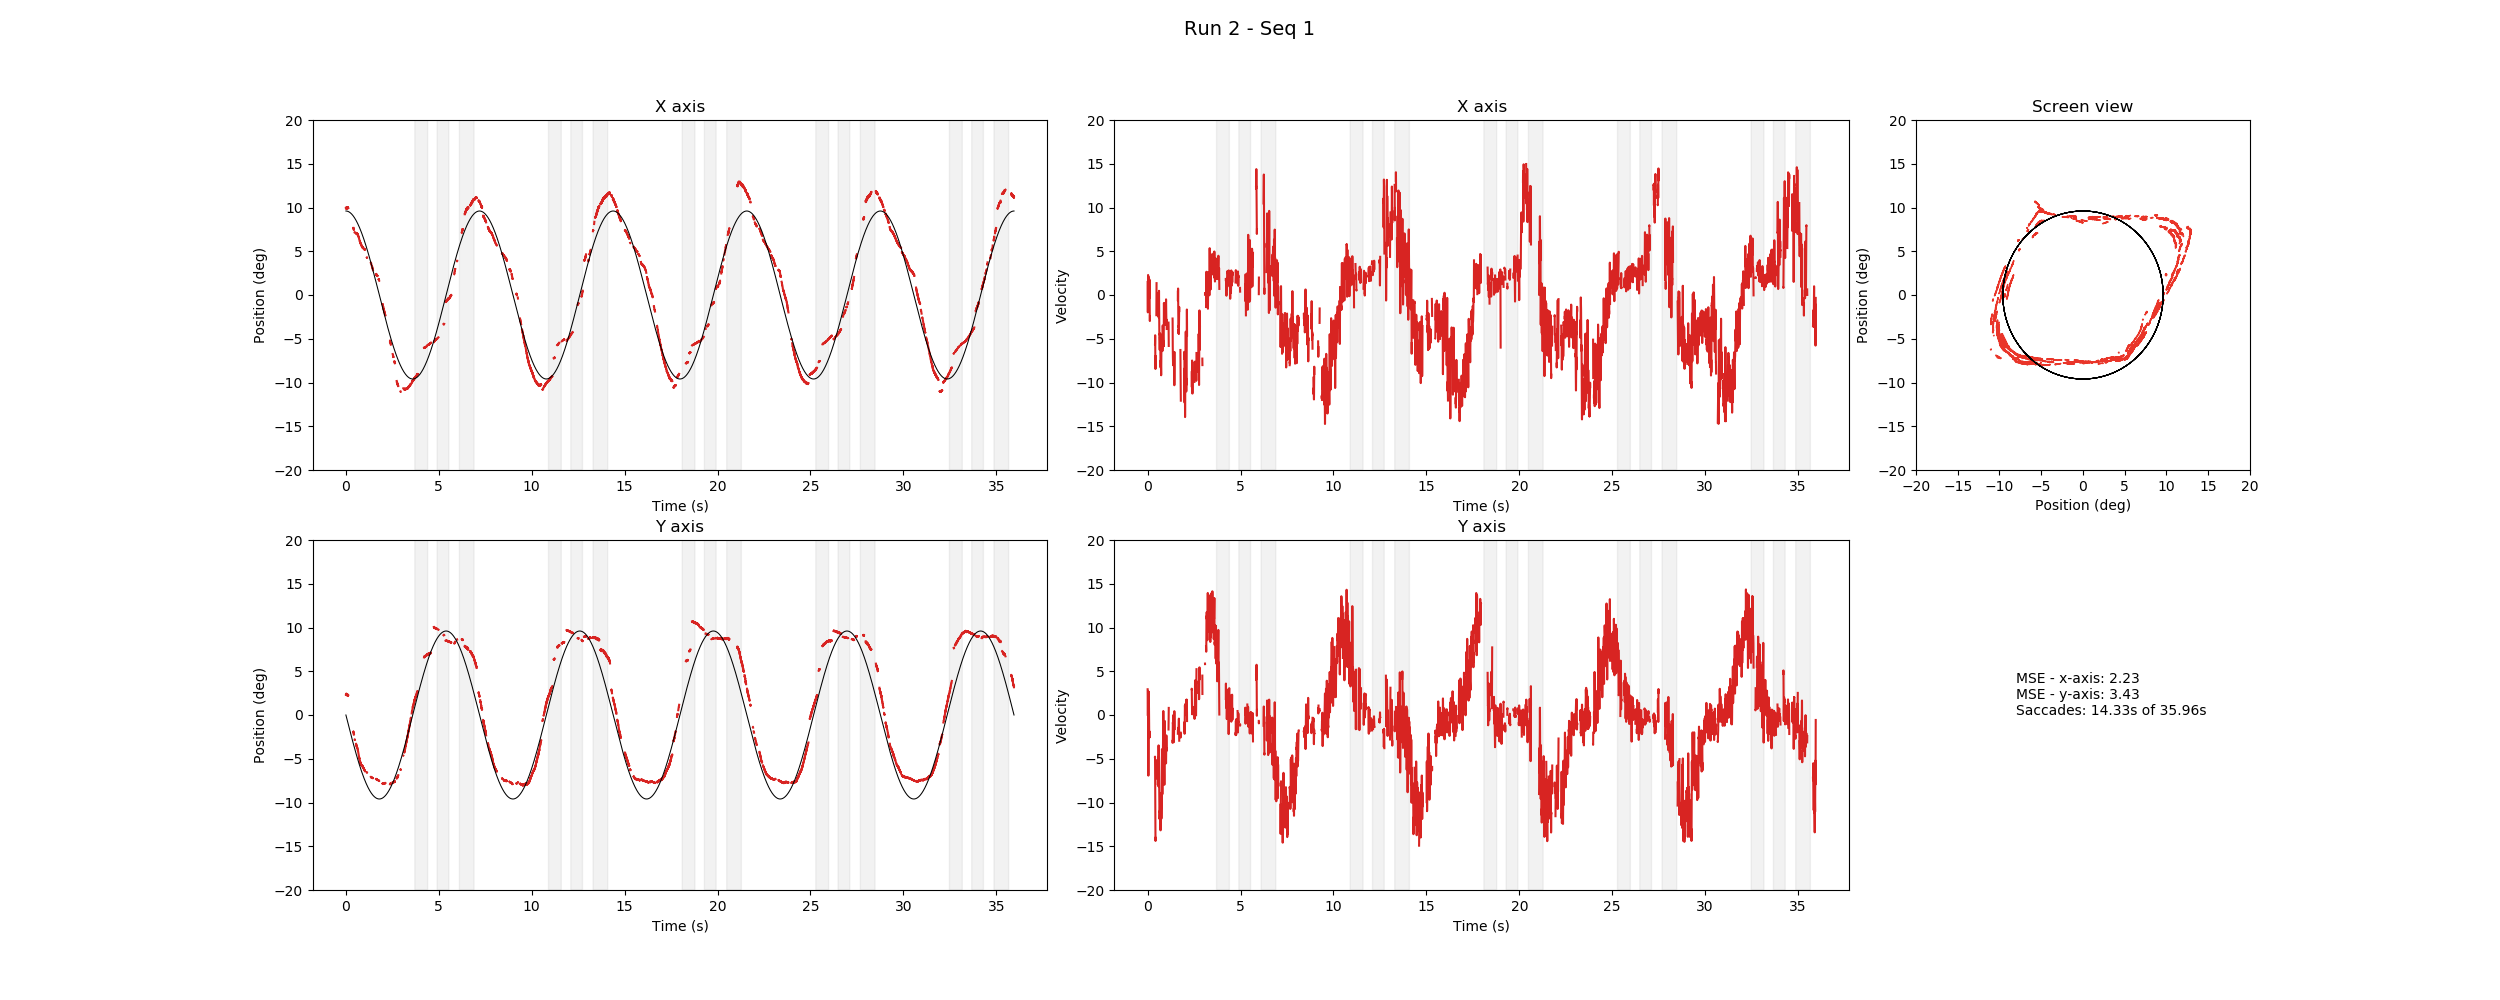 Run 2 - Seq 1
X axis
20
15
10
5
0
−5
−10
−15
−20
Position (deg)
0 5 10 15 20 25 30 35
Time (s)
X axis
20
15
10
5
0
−5
−10
−15
−20
Velocity
0 5 10 15 20 25 30 35
Time (s)
Screen view
20
15
10
5
0
−5
−10
−15
−20
Position (deg)
−20 −15 −10 −5 0 5 10 15 20
Position (deg)
Y axis
20
15
10
5
0
−5
−10
−15
−20
Position (deg)
0 5 10 15 20 25 30 35
Time (s)
Y axis
20
15
10
5
0
−5
−10
−15
−20
Velocity
0 5 10 15 20 25 30 35
Time (s)
MSE - x-axis: 2.23
MSE - y-axis: 3.43
Saccades: 14.33s of 35.96s